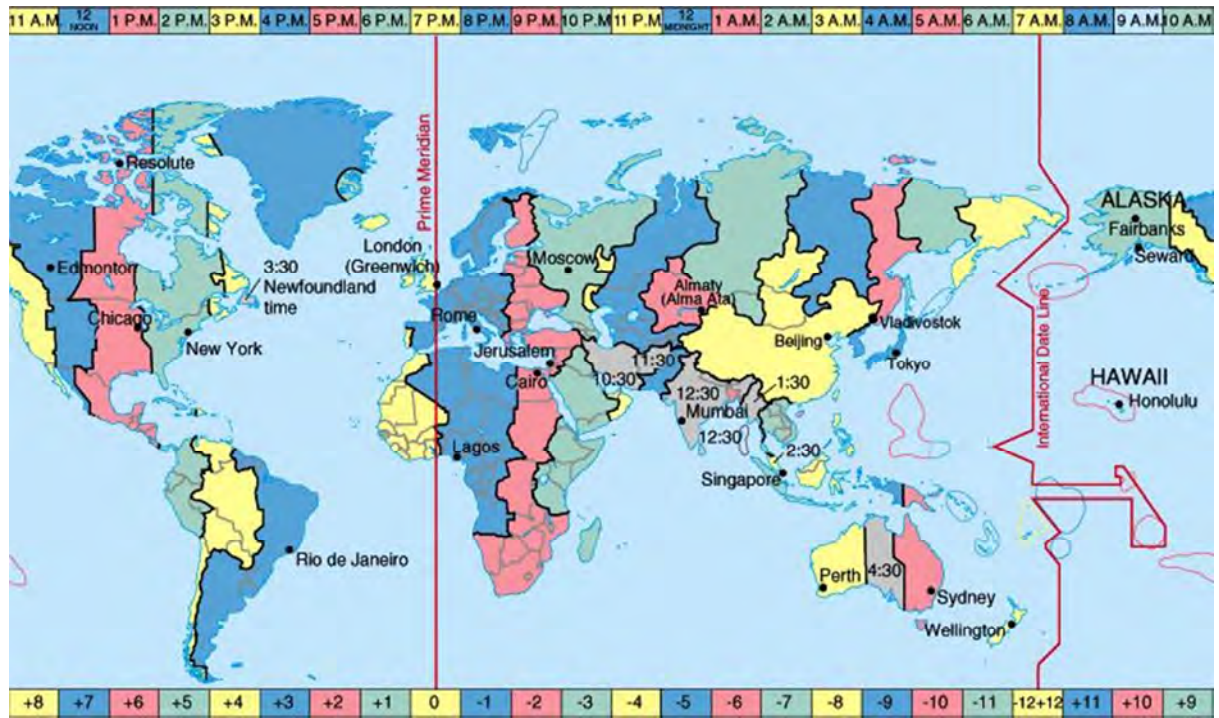 11 A.M. 12 NOON 1 P.M. 2 P.M. 3 P.M. 4 P.M. 5 P.M. 6 P.M. 7 P.M. 8 P.M. 9 P.M. 10 P.M. 11 P.M. 12 MIDNIGHT 1 A.M. 2 A.M. 3 A.M. 4 A.M. 5 A.M. 6 A.M. 7 A.M. 8 A.M. 9 A.M. 10 A.M
Resolute
Prime Meridian
ALASKA
Fairbanks
Seward
London
(Greenwich)
Moscow
Edmonton
3:30
Newfoundland
time
Almaty
(Alma Ata)
Chicago
New York
Rome
Vladivostok
Beijing
Tokyo
Jerusalem
Cairo
11:30
10:30
12:30
Mumbai
12:30
1:30
2:30
HAWAII
Honolulu
International Date Line
Lagos
Singapore
Rio de Janeiro
Perth
4:30
Sydney
Wellington
+8 +7 +6 +5 +4 +3 +2 +1 0 -1 -2 -3 -4 -5 -6 -7 -8 -9 -10 -11 -12+12 +11 +10 +9